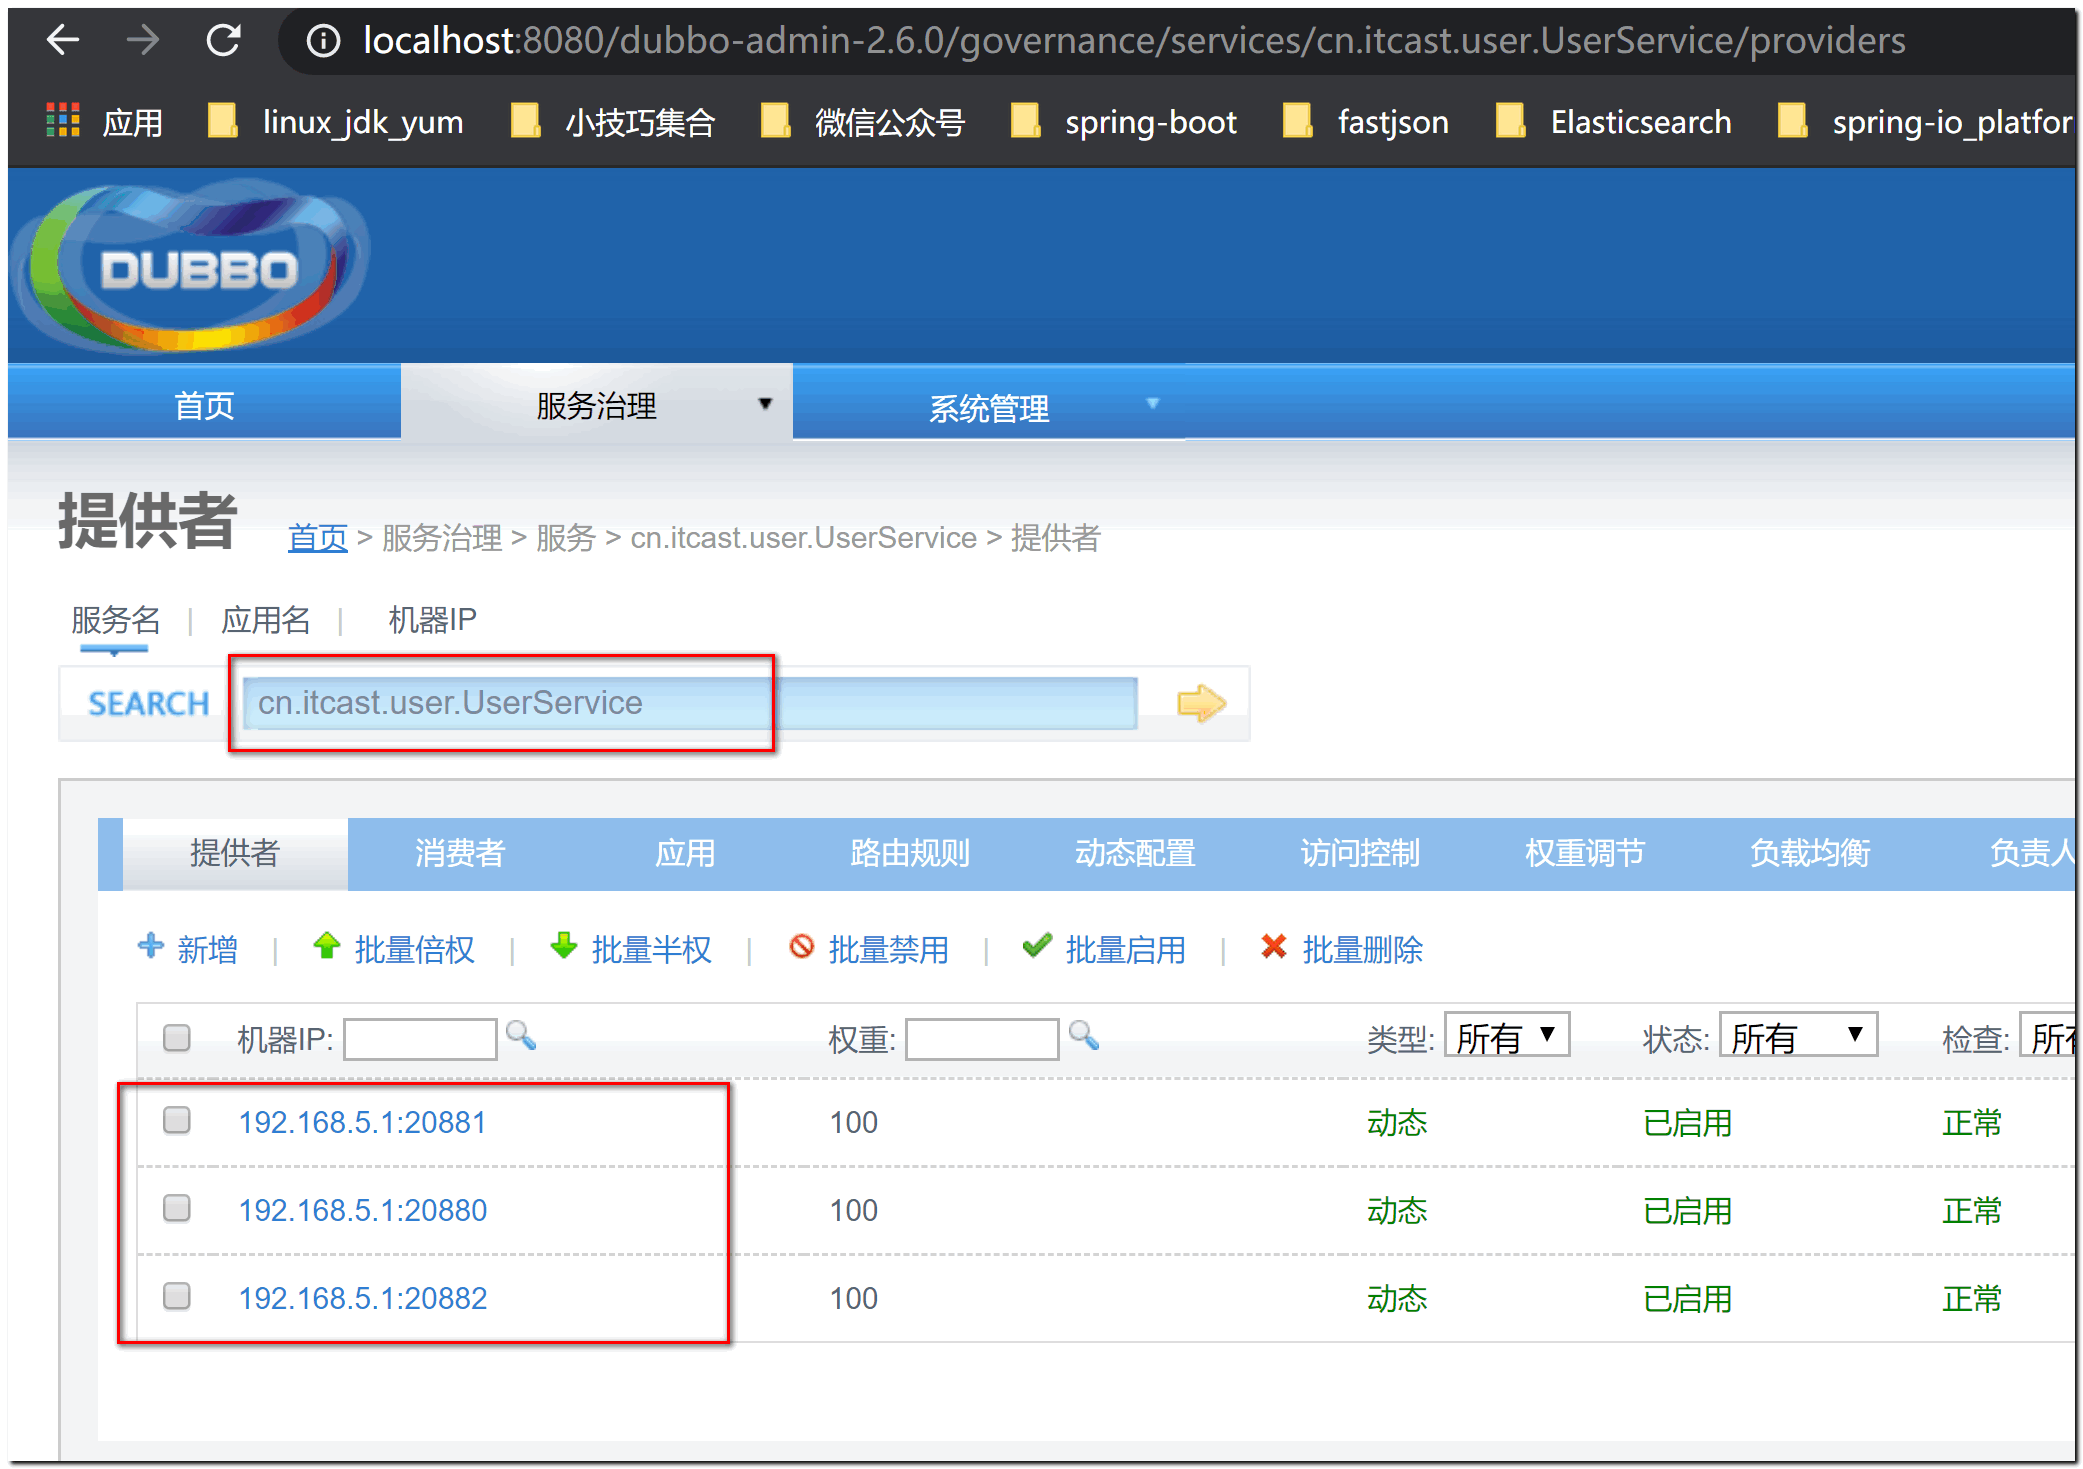 localhost:8080/dubbo-admin-2.6.0/governance/services/cn.itcast.user.UserService/providers
应用 linux_jdk_yum 小技巧集合 微信公众号 spring-boot fastjson Elasticsearch spring-io_platfor
DUBBO
首页 服务治理 系统管理
提供者 首页 > 服务治理 > 服务 > cn.itcast.user.UserService > 提供者
服务名 | 应用名 | 机器IP
SEARCH cn.itcast.user.UserService
提供者 消费者 应用 路由规则 动态配置 访问控制 权重调节 负载均衡 负责人
新增 | 批量倍权 | 批量半权 | 批量禁用 | 批量启用 | 批量删除
机器IP: 权重: 类型: 所有 状态: 所有 检查: 所有
192.168.5.1:20881 100 动态 已启用 正常
192.168.5.1:20880 100 动态 已启用 正常
192.168.5.1:20882 100 动态 已启用 正常